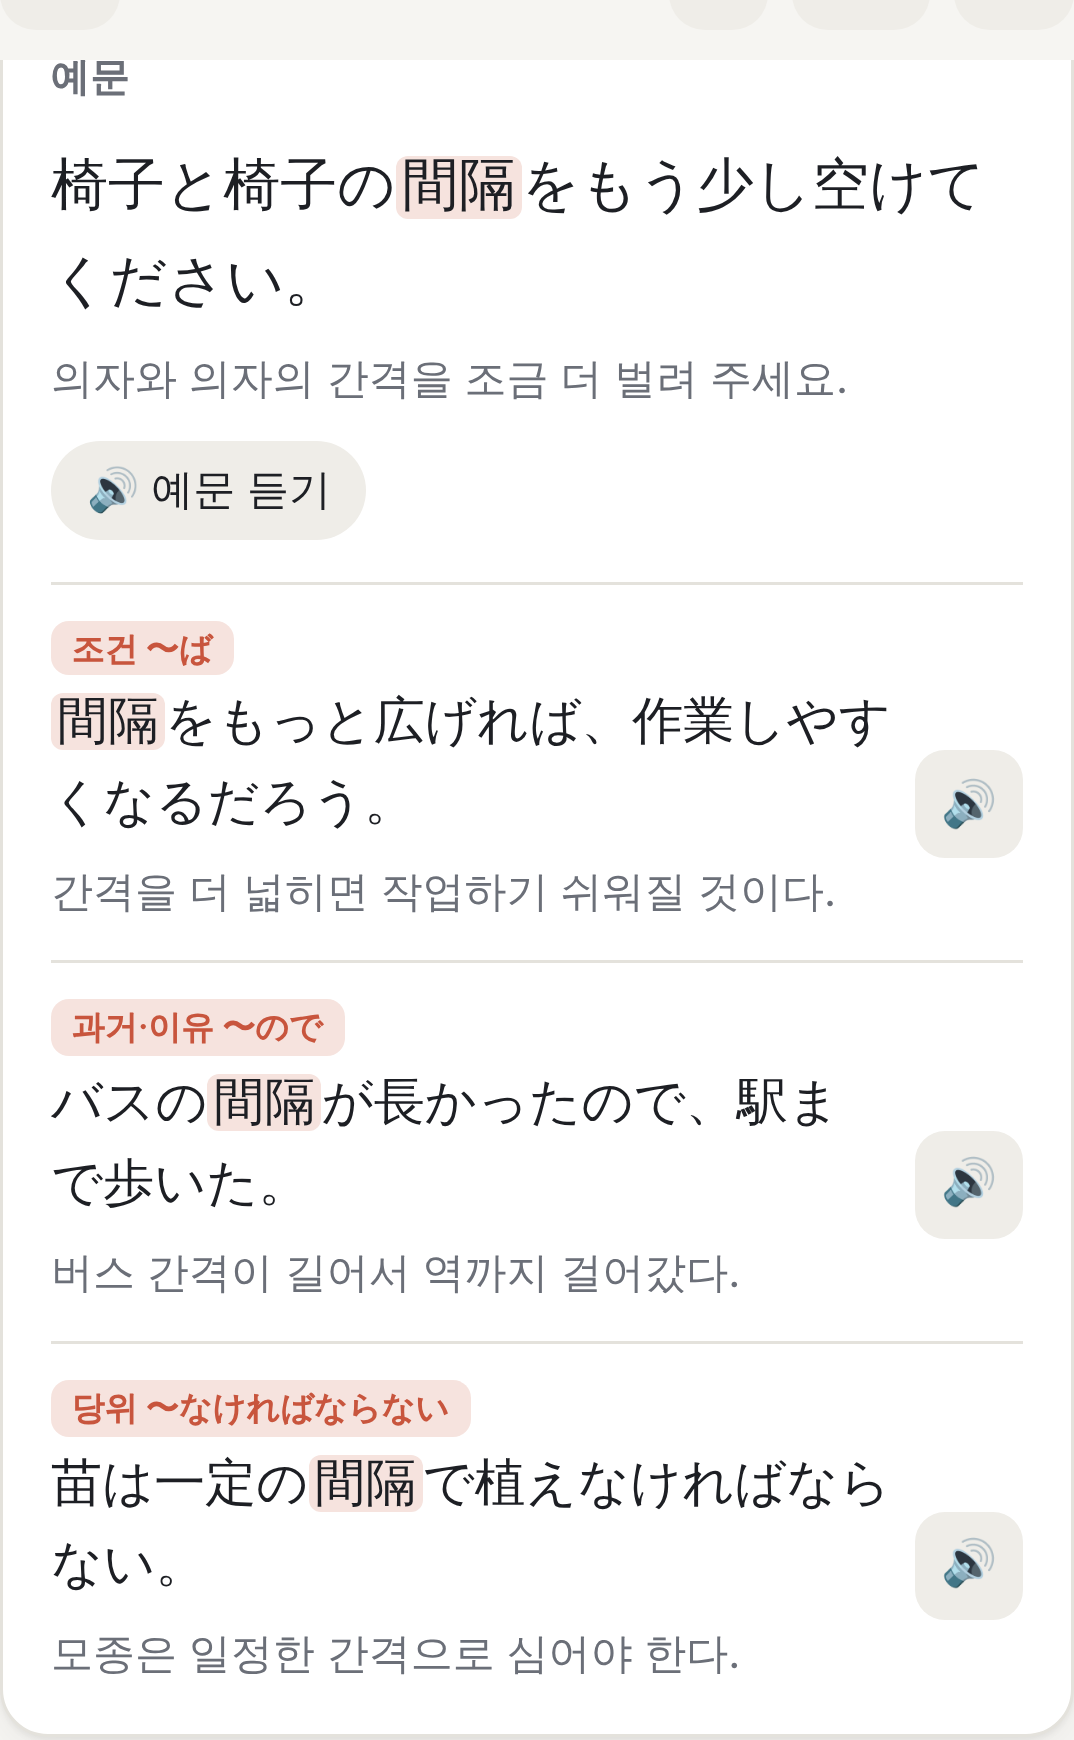 예문
椅子と椅子の間隔をもう少し空けて
ください。
의자와 의자의 간격을 조금 더 벌려 주세요.
🔊 예문 듣기
조건 〜ば
間隔をもっと広げれば、作業しやす
くなるだろう。
간격을 더 넓히면 작업하기 쉬워질 것이다.
과거·이유 〜ので
バスの間隔が長かったので、駅ま
で歩いた。
버스 간격이 길어서 역까지 걸어갔다.
당위 〜なければならない
苗は一定の間隔で植えなければなら
ない。
모종은 일정한 간격으로 심어야 한다.